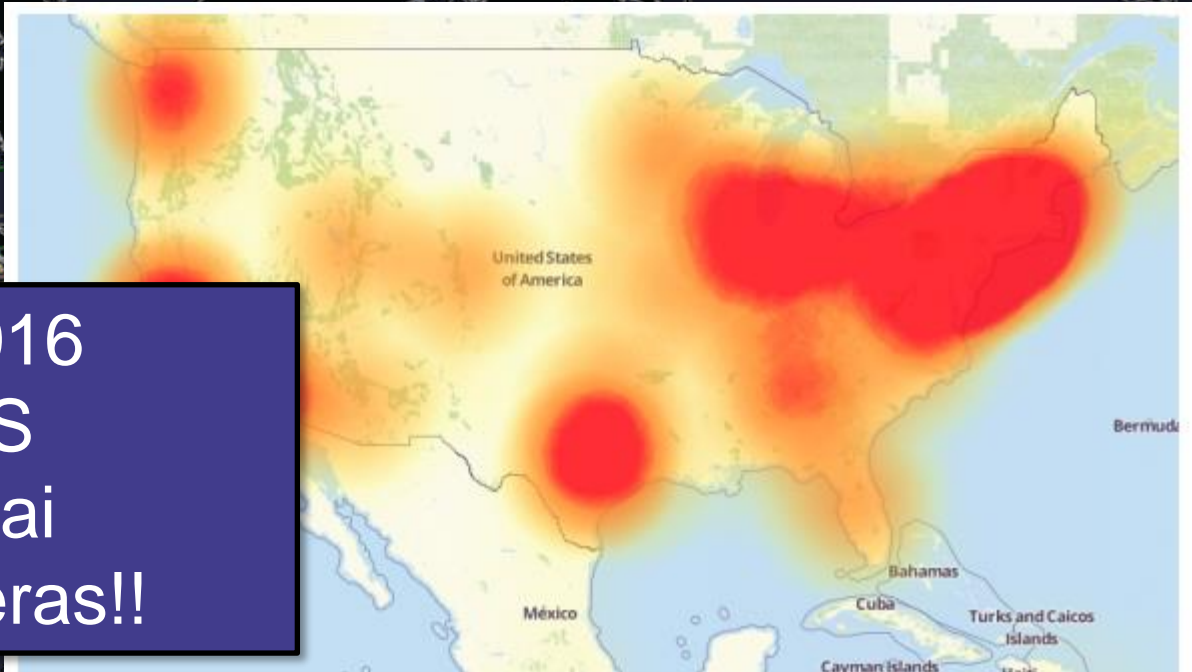 United States
of America
016
S
ai
eras!!
Bermuda
México
Bahamas
Cuba
Turks and Caicos
Islands
Cayman Islands